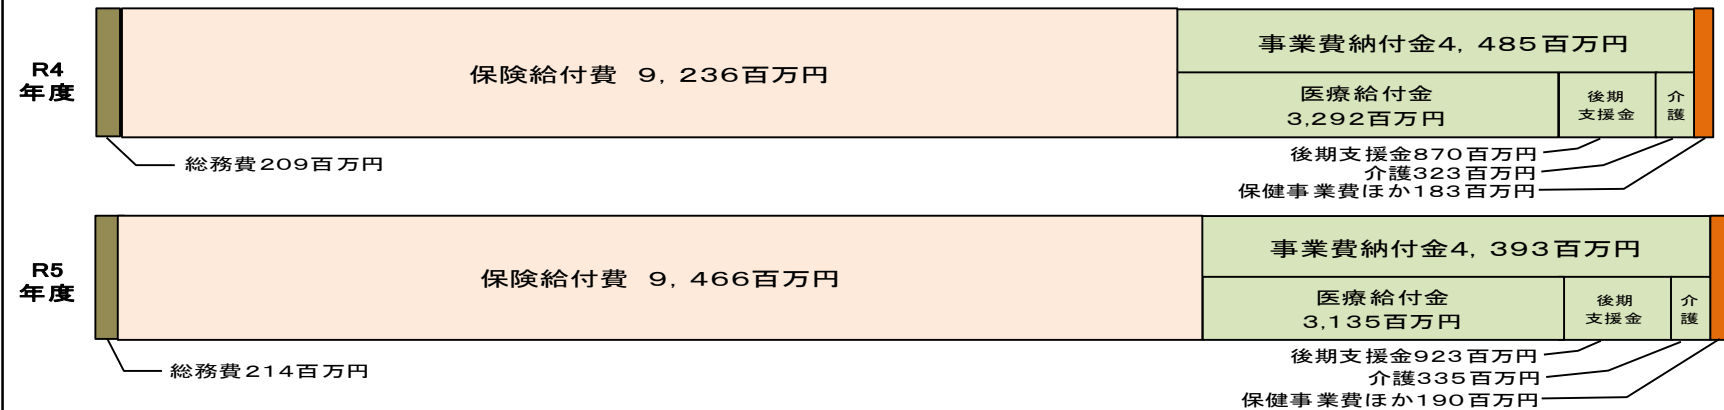 R4
年度
保険給付費 9,236百万円
事業費納付金4,485百万円
医療給付金
3,292百万円
後期
支援金
介
護
総務費209百万円
後期支援金870百万円
介護323百万円
保健事業費ほか183百万円
R5
年度
保険給付費 9,466百万円
事業費納付金4,393百万円
医療給付金
3,135百万円
後期
支援金
介
護
総務費214百万円
後期支援金923百万円
介護335百万円
保健事業費ほか190百万円